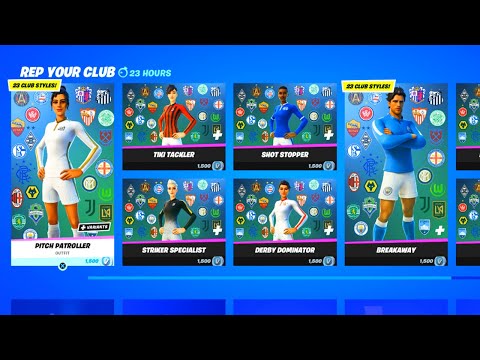 REP YOUR CLUB 23 HOURS
23 CLUB STYLES!
PITCH PATROLLER
OUTFIT
+ VARIANTS
1,500
TIKI TACKLER
1,500
SHOT STOPPER
1,500
STRIKER SPECIALIST
1,500
DERBY DOMINATOR
1,500
23 CLUB STYLES!
BREAKAWAY
1,500